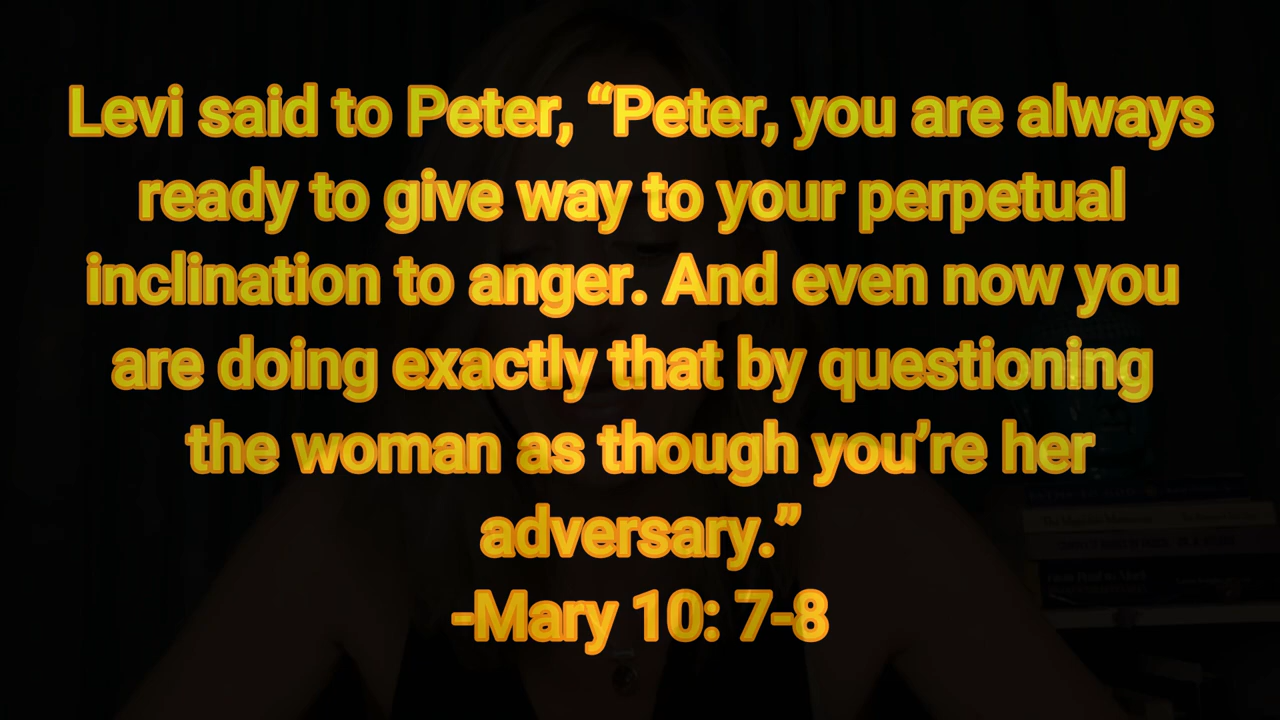 Levi said to Peter, “Peter, you are always
ready to give way to your perpetual
inclination to anger. And even now you
are doing exactly that by questioning
the woman as though you’re her
adversary.”
-Mary 10: 7-8